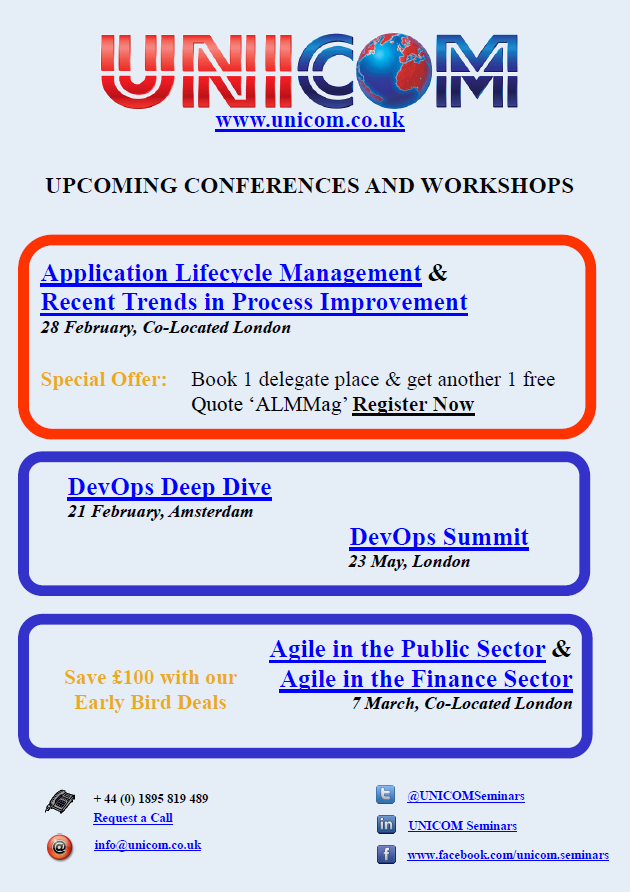 UNICOM
www.unicom.co.uk
UPCOMING CONFERENCES AND WORKSHOPS
Application Lifecycle Management &
Recent Trends in Process Improvement
28 February, Co-Located London
Special Offer: Book 1 delegate place & get another 1 free
Quote ‘ALMMag’ Register Now
DevOps Deep Dive
21 February, Amsterdam
DevOps Summit
23 May, London
Agile in the Public Sector &
Agile in the Finance Sector
7 March, Co-Located London
Save £100 with our
Early Bird Deals
+ 44 (0) 1895 819 489
Request a Call
@
info@unicom.co.uk
t
@UNICOMSeminars
in
UNICOM Seminars
f
www.facebook.com/unicom.seminars